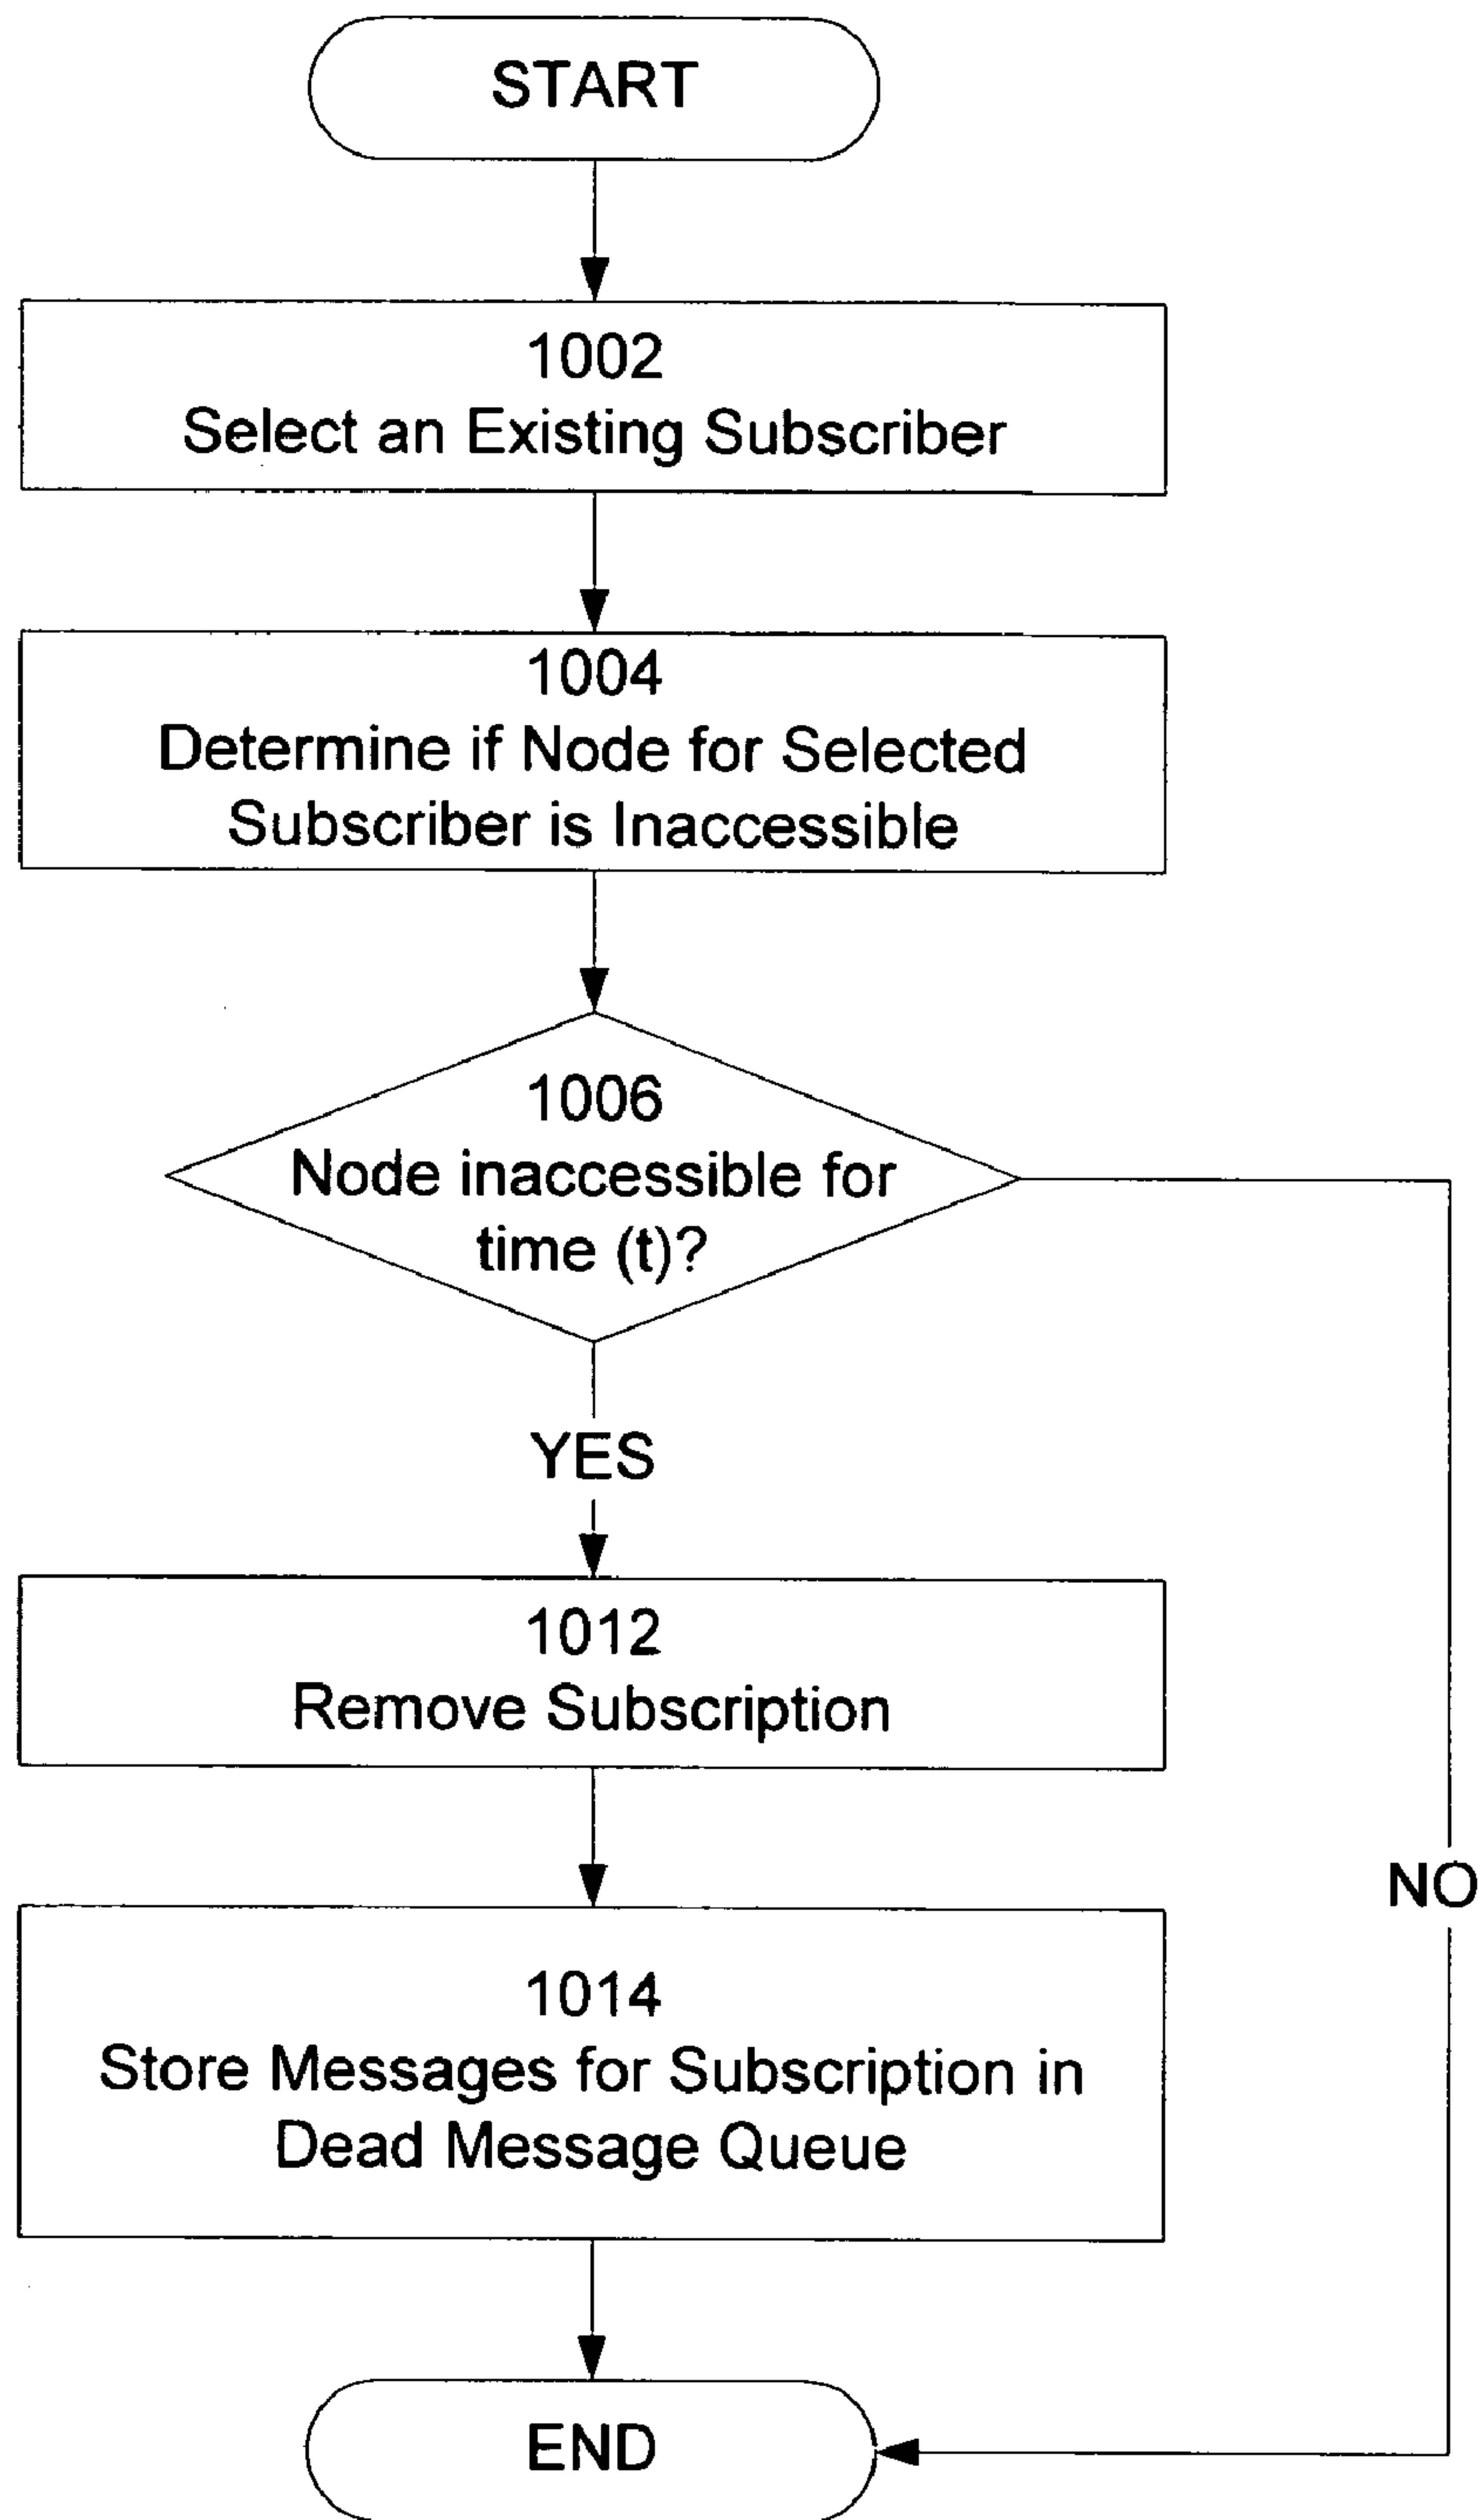 START
1002
Select an Existing Subscriber
1004
Determine if Node for Selected
Subscriber is Inaccessible
1006
Node inaccessible for
time (t)?
YES
1012
Remove Subscription
NO
1014
Store Messages for Subscription in
Dead Message Queue
END